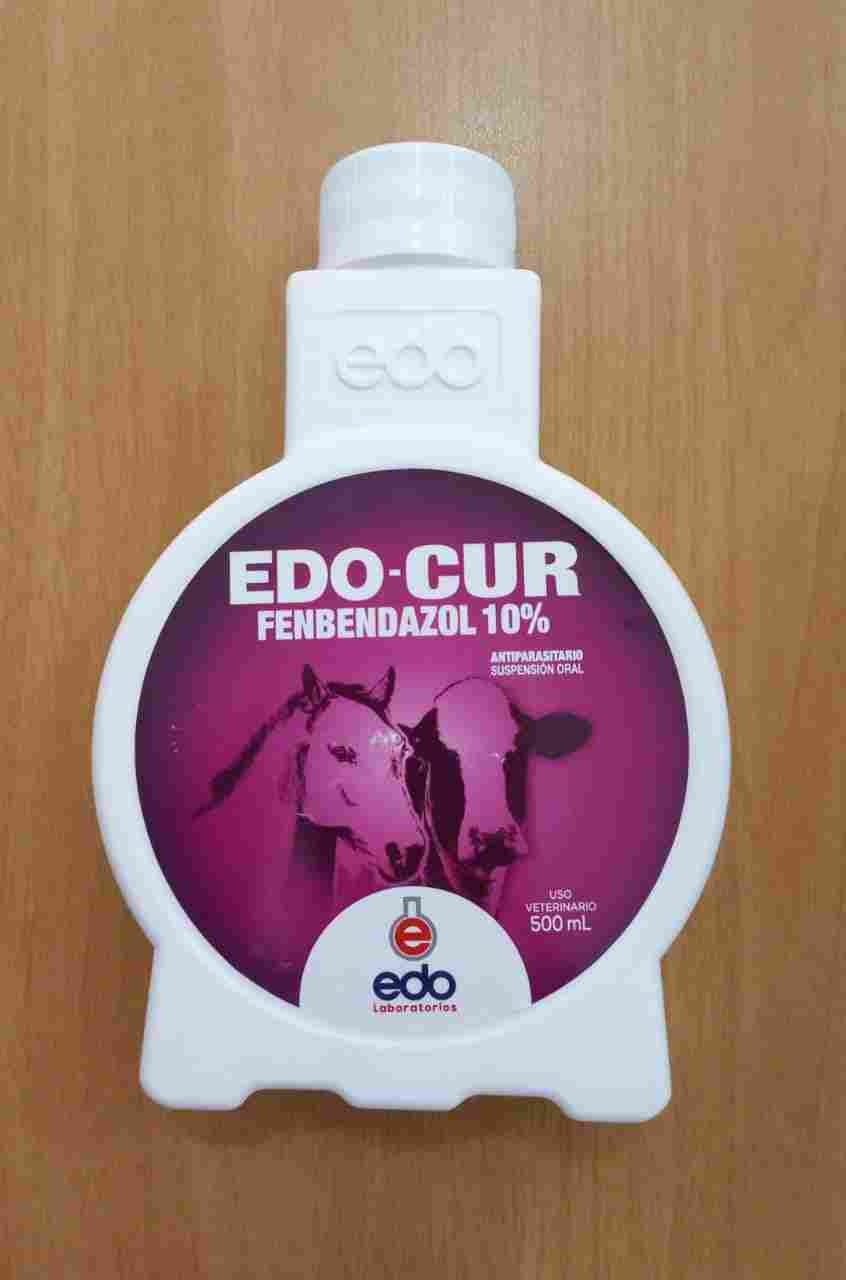 edo
EDO-CUR
FENBENDAZOL 10%
ANTIPARASITARIO
SUSPENSIÓN ORAL
USO
VETERINARIO
500 mL
e
edo
Laboratorios